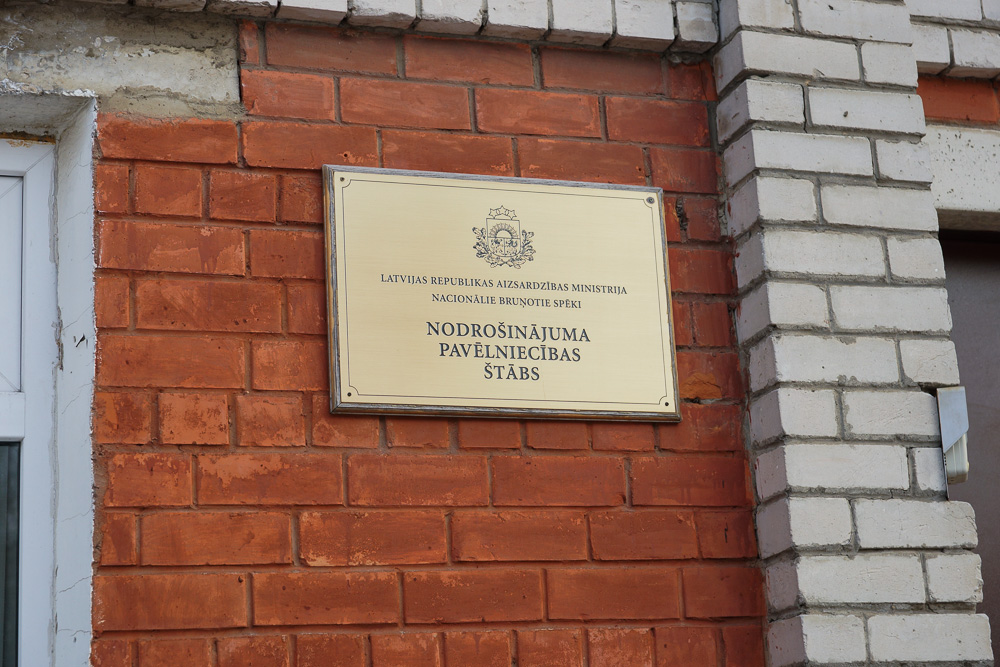 LATVIJAS REPUBLIKAS AIZSARDZĪBAS MINISTRIJA
NACIONĀLIE BRUŅOTIE SPĒKI
NODROŠINĀJUMA
PAVĒLNIECĪBAS
ŠTĀBS